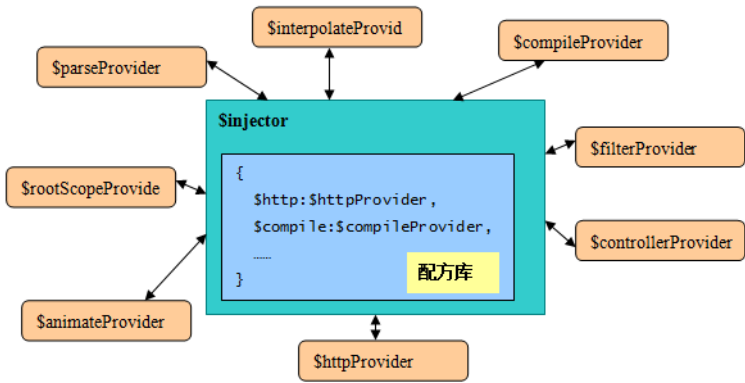 $interpolateProvid
$compileProvider
$parseProvider
$injector
$filterProvider
{
$http:$httpProvider,
$rootScopeProvide
$compile:$compileProvider,
……
$controllerProvider
配方库
}
$animateProvider
$httpProvider